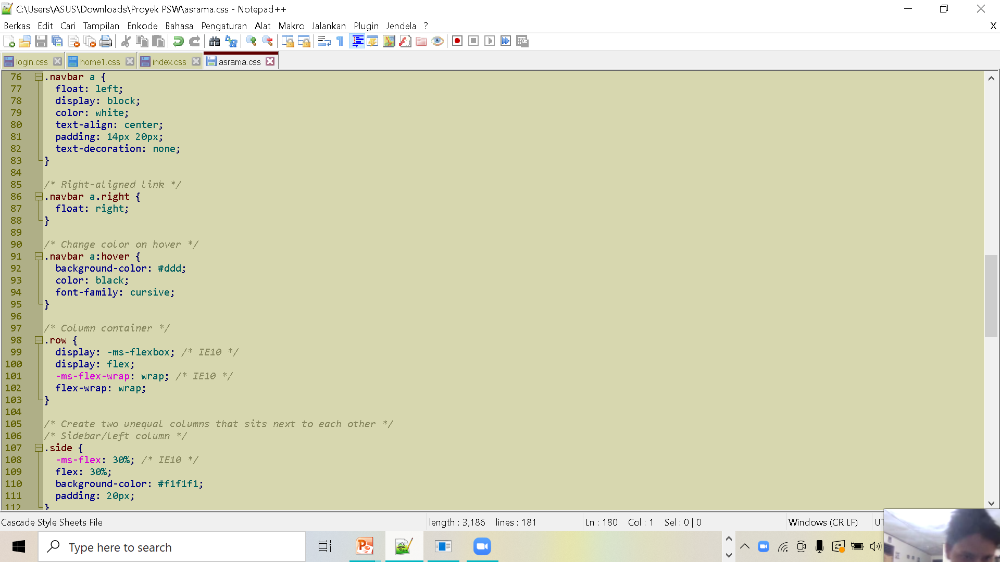 C:\Users\ASUS\Downloads\Proyek PSW\asrama.css - Notepad++
Berkas Edit Cari Tampilan Enkode Bahasa Pengaturan Alat Makro Jalankan Plugin Jendela ? X
login.css home1.css index.css asrama.css
76 .navbar a {
77 float: left;
78 display: block;
79 color: white;
80 text-align: center;
81 padding: 14px 20px;
82 text-decoration: none;
83 }
84
85 /* Right-aligned link */
86 .navbar a.right {
87 float: right;
88 }
89
90 /* Change color on hover */
91 .navbar a:hover {
92 background-color: #ddd;
93 color: black;
94 font-family: cursive;
95 }
96
97 /* Column container */
98 .row {
99 display: -ms-flexbox; /* IE10 */
100 display: flex;
101 -ms-flex-wrap: wrap; /* IE10 */
102 flex-wrap: wrap;
103 }
104
105 /* Create two unequal columns that sits next to each other */
106 /* Sidebar/left column */
107 .side {
108 -ms-flex: 30%; /* IE10 */
109 flex: 30%;
110 background-color: #f1f1f1;
111 padding: 20px;
112 }
Cascade Style Sheets File length : 3,186 lines : 181 Ln : 180 Col : 1 Sel : 0 | 0 Windows (CR LF) UT
Type here to search